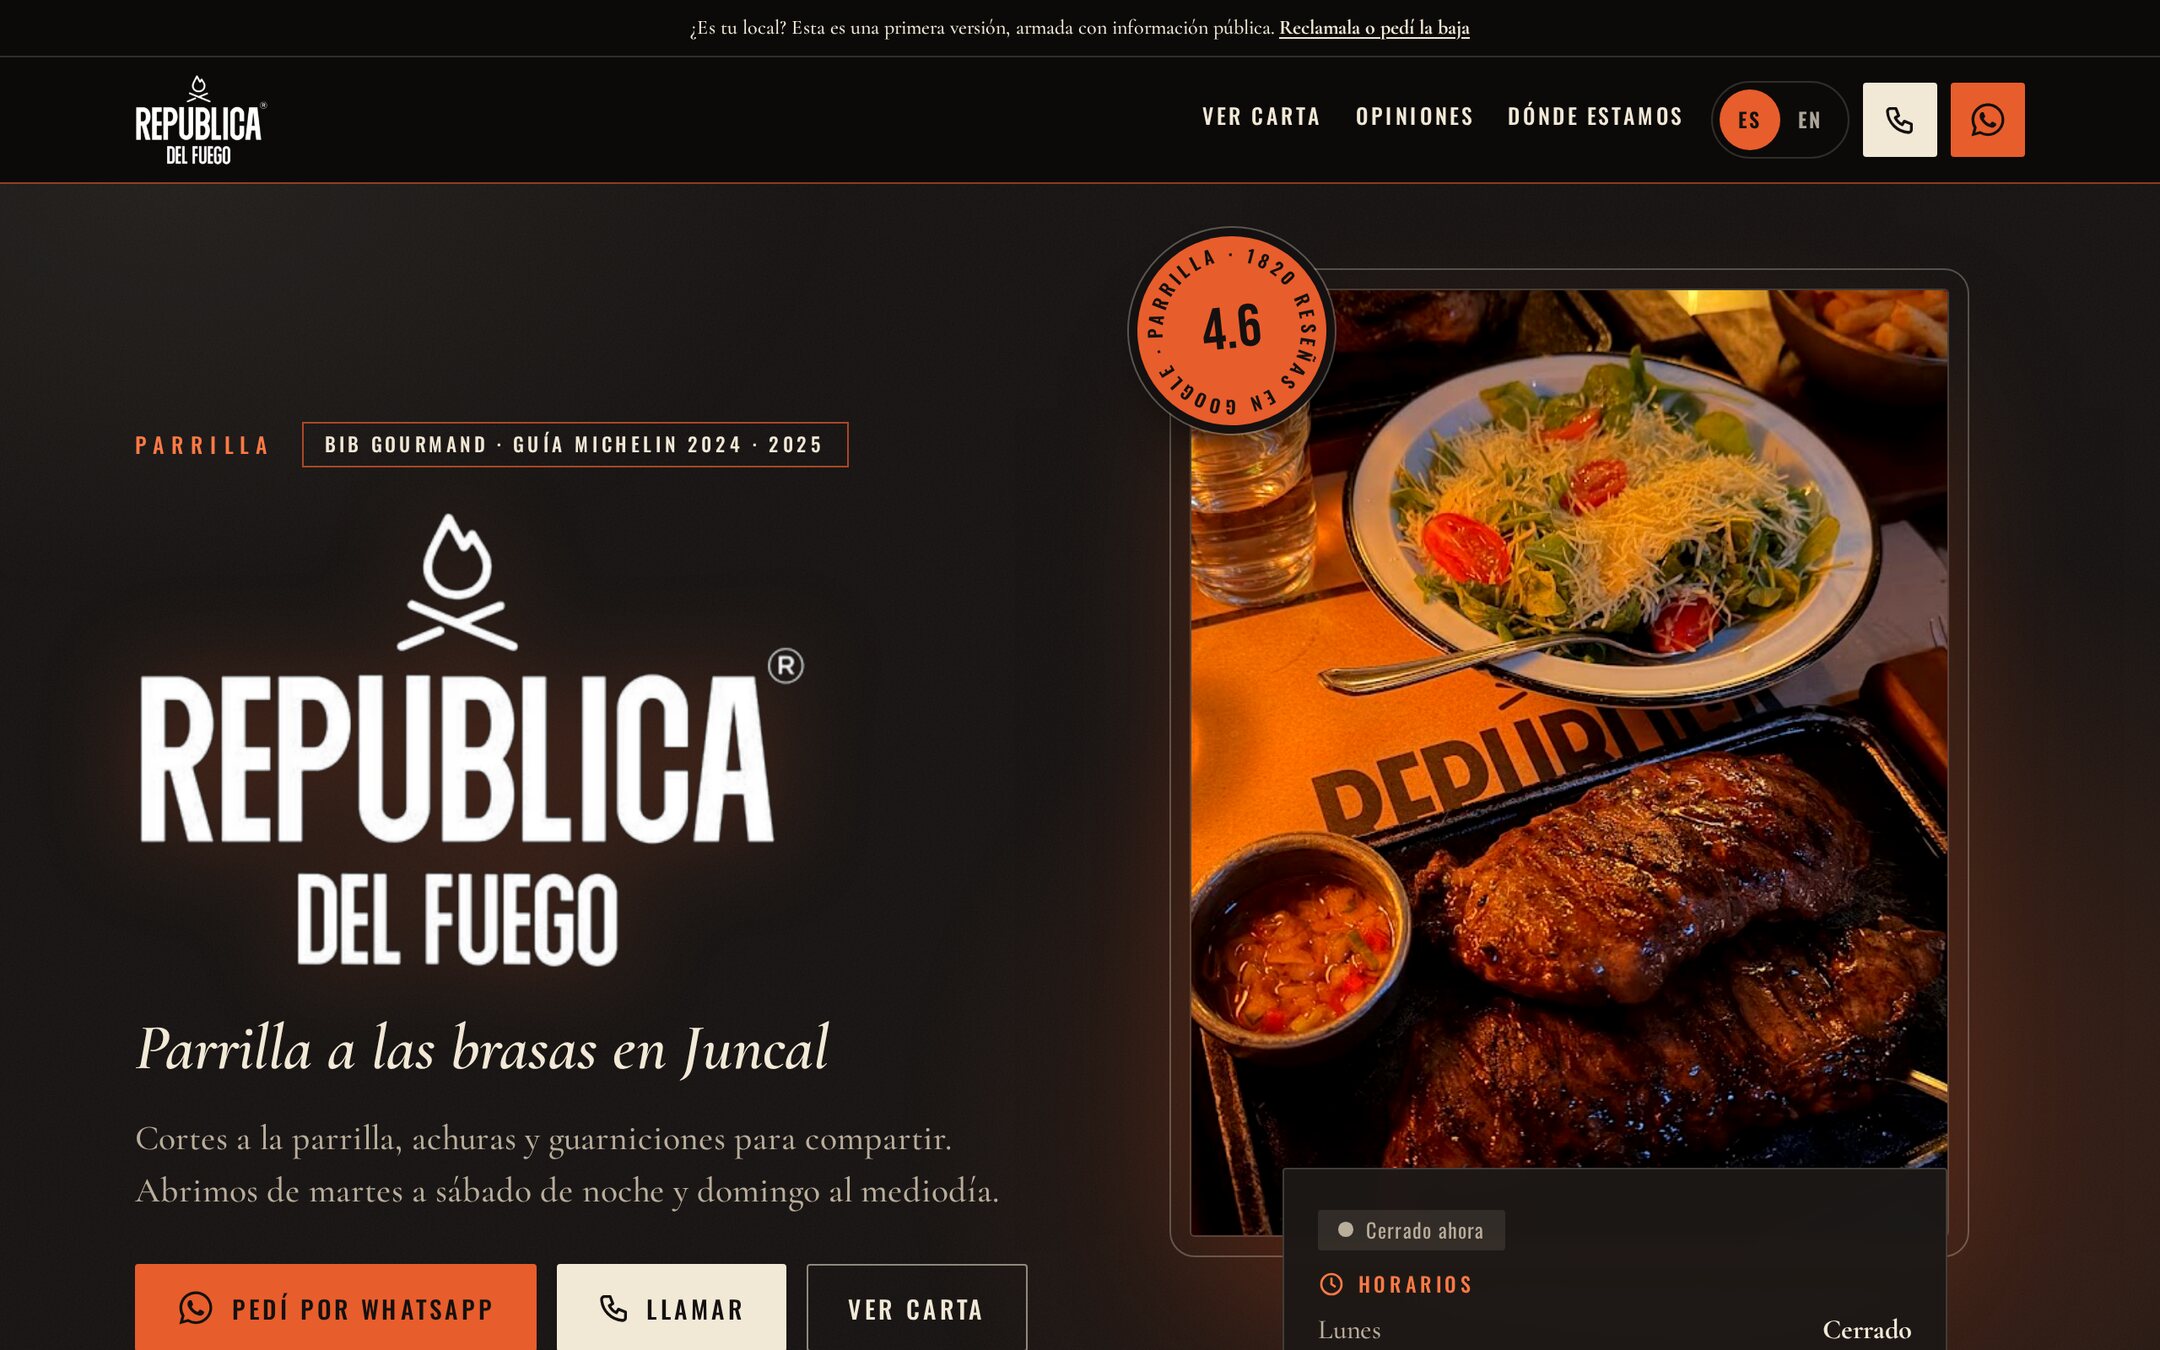 ¿Es tu local? Esta es una primera versión, armada con información pública. Reclamala o pedí la baja
REPUBLICA®
DEL FUEGO
VER CARTA
OPINIONES
DÓNDE ESTAMOS
ES
EN
PARRILLA · 1820 RESEÑAS EN GOOGLE ·
4.6
PARRILLA
BIB GOURMAND · GUÍA MICHELIN 2024 · 2025
REPUBLICA®
DEL FUEGO
Parrilla a las brasas en Juncal
Cortes a la parrilla, achuras y guarniciones para compartir.
Abrimos de martes a sábado de noche y domingo al mediodía.
PEDÍ POR WHATSAPP
LLAMAR
VER CARTA
Cerrado ahora
HORARIOS
Lunes Cerrado